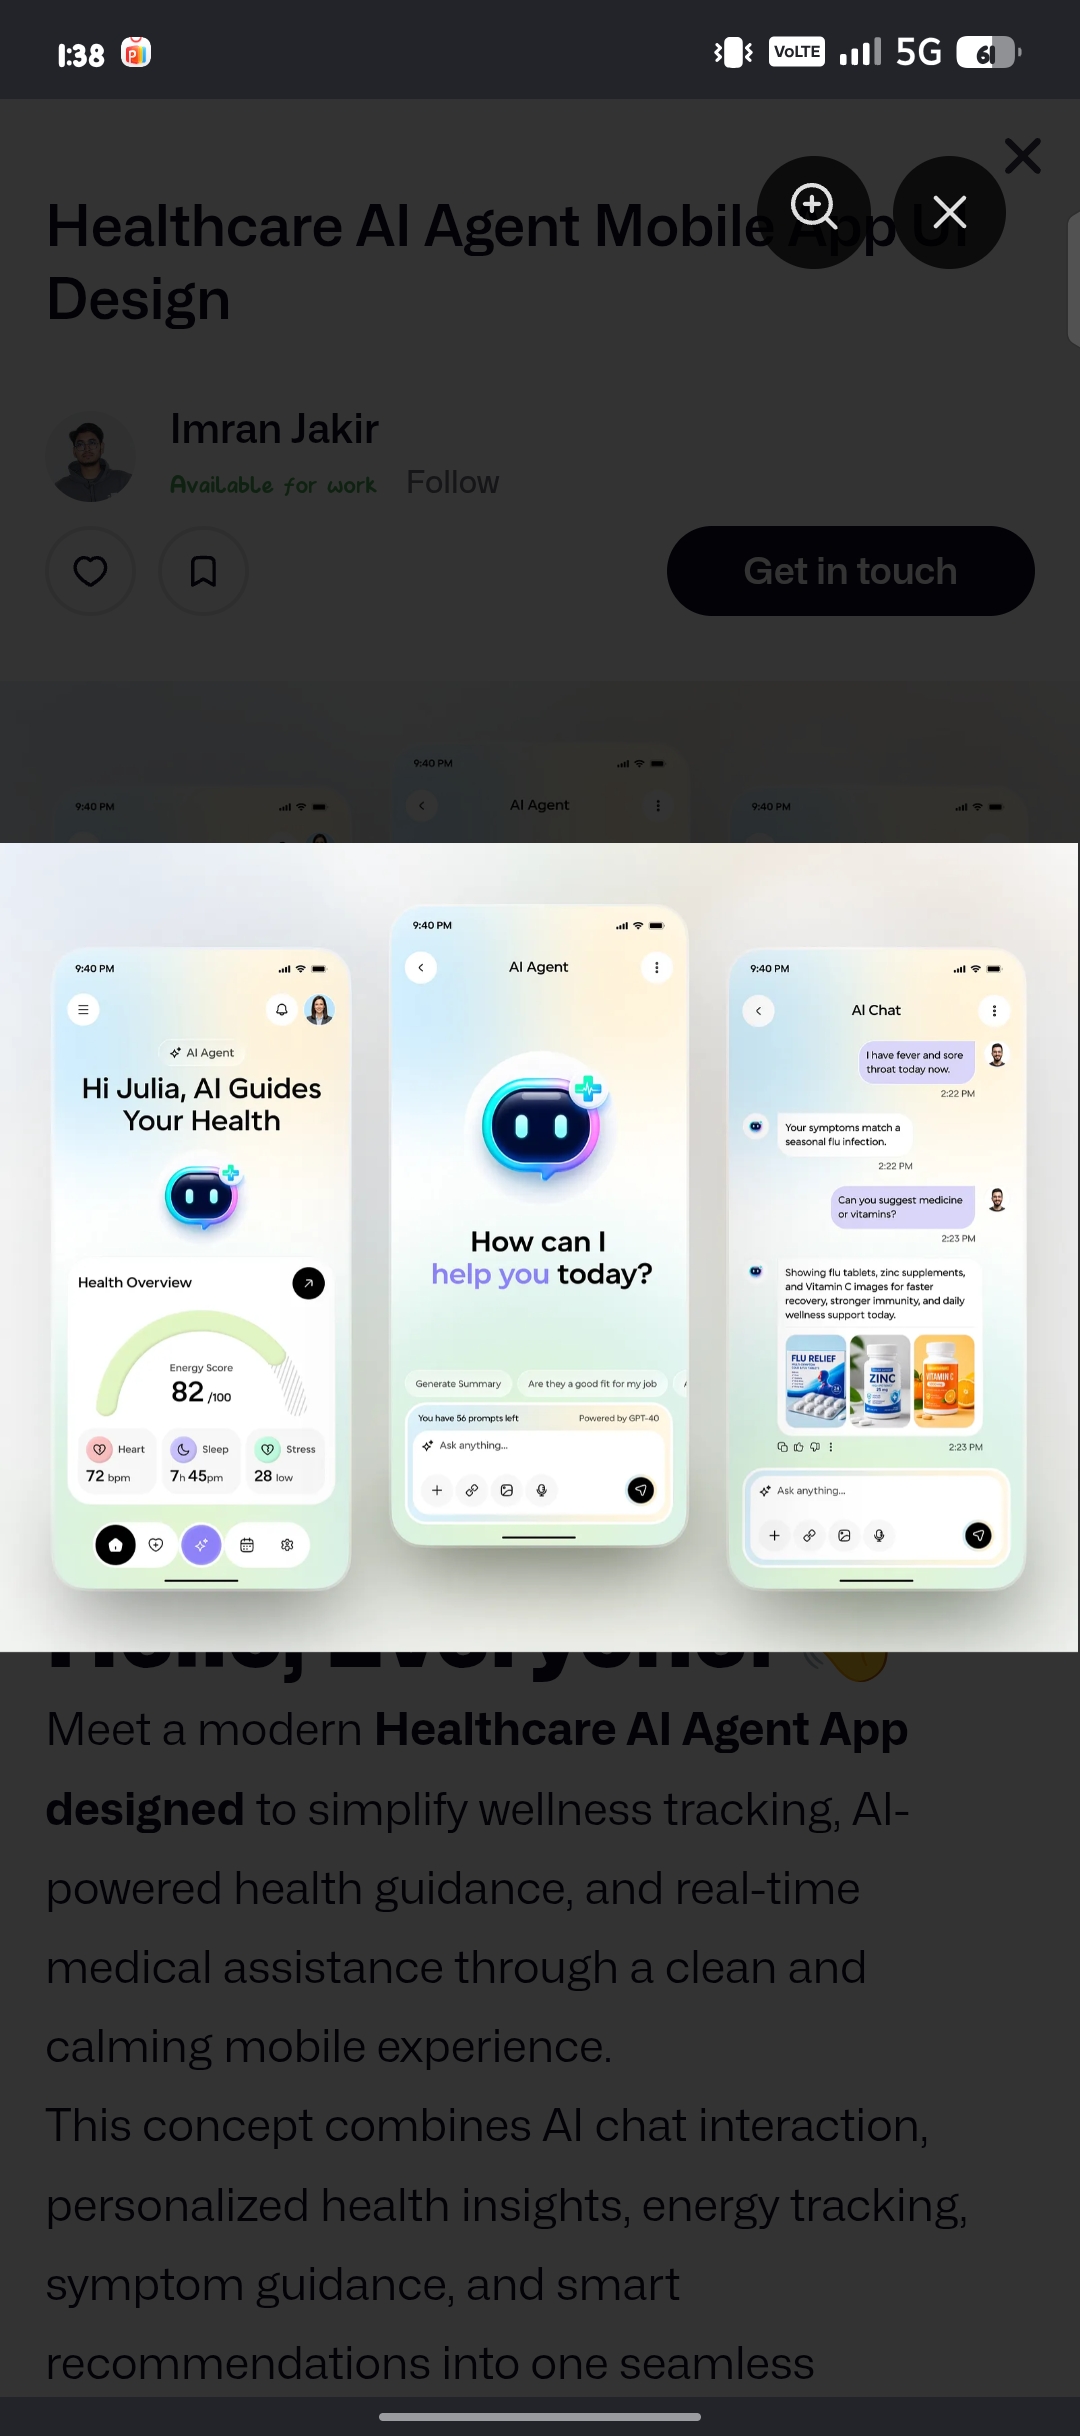 1:38
VoLTE
5G
61
Healthcare AI Agent Mobile App UI
Design
Imran Jakir
Available for work
Follow
Get in touch
9:40 PM
AI Agent
9:40 PM
9:40 PM
9:40 PM
AI Agent
Hi Julia, AI Guides
Your Health
Health Overview
Energy Score
82 /100
Heart
72 bpm
Sleep
7h 45pm
Stress
28 low
9:40 PM
AI Agent
How can I
help you today?
Generate Summary
Are they a good fit for my job
You have 56 prompts left
Powered by GPT-40
Ask anything...
9:40 PM
AI Chat
I have fever and sore
throat today now.
2:22 PM
Your symptoms match a
seasonal flu infection.
2:22 PM
Can you suggest medicine
or vitamins?
2:23 PM
Showing flu tablets, zinc supplements,
and Vitamin C images for faster
recovery, stronger immunity, and daily
wellness support today.
FLU RELIEF
ZINC
25 mg
VITAMIN C
2:23 PM
Ask anything...
Hello, Everyone!
Meet a modern Healthcare AI Agent App
designed to simplify wellness tracking, AI-
powered health guidance, and real-time
medical assistance through a clean and
calming mobile experience.
This concept combines AI chat interaction,
personalized health insights, energy tracking,
symptom guidance, and smart
recommendations into one seamless